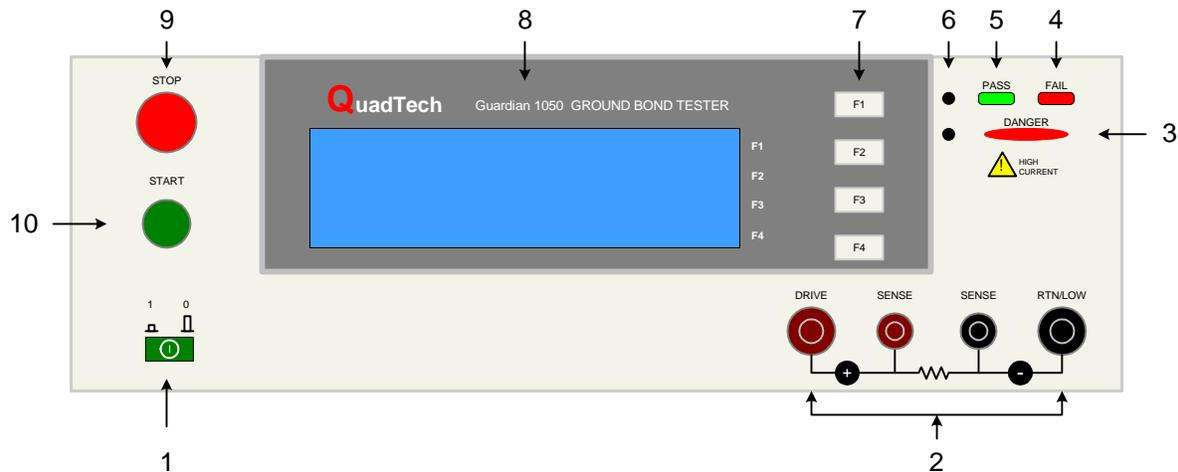 9
8
7
6
5
4
STOP
QuadTech
Guardian 1050 GROUND BOND TESTER
F1
PASS
FAIL
DANGER
3
F1
F2
HIGH
CURRENT
START
F2
F3
F3
10
F4
F4
1 0
DRIVE
SENSE
SENSE
RTN/LOW
+
-
1
2